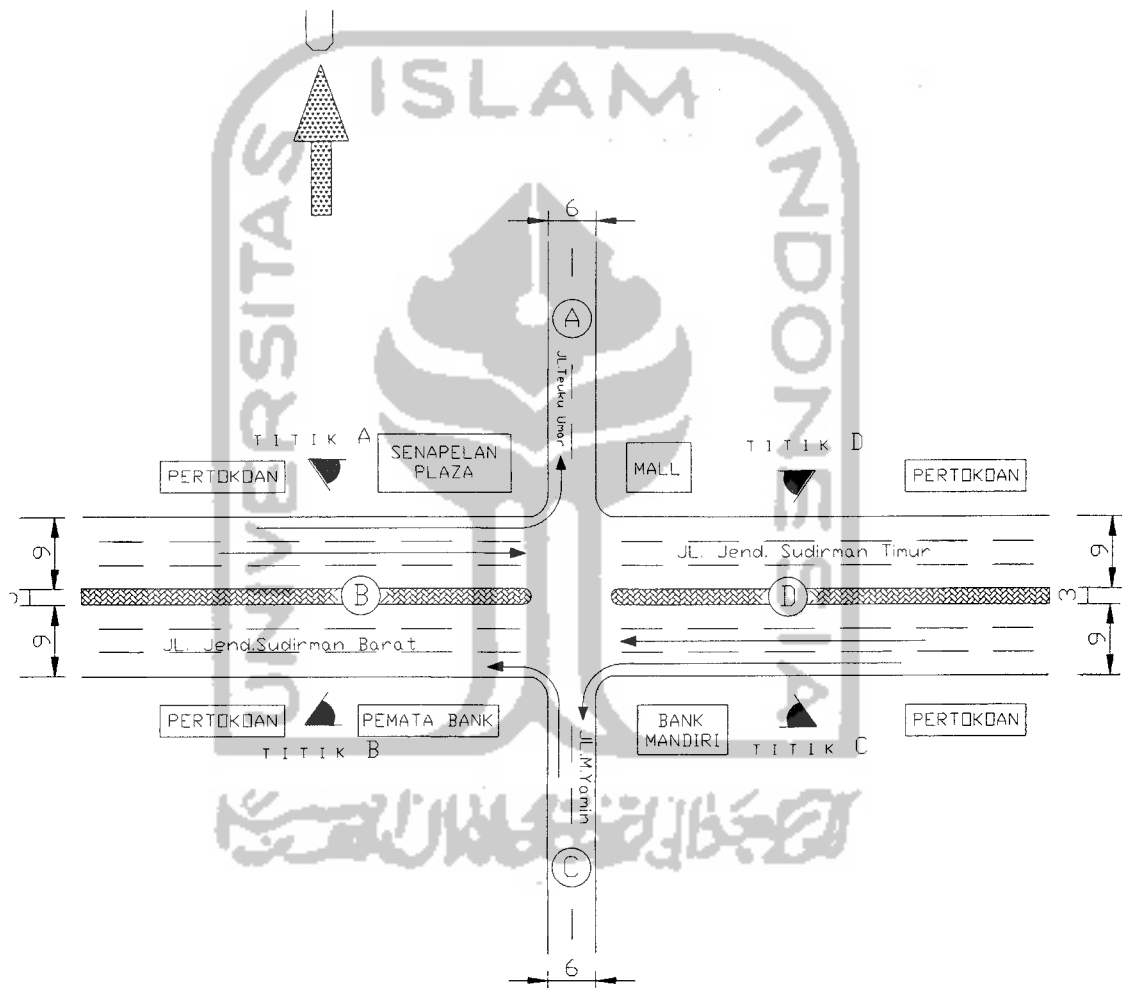 UNIVERSITAS ISLAM INDONESIA
6
A
JL.Teuku Umar
TITIK A
SENAPELAN
PLAZA
PERTOKOAN
MALL
TITIK D
PERTOKOAN
9
JL. Jend. Sudirman Timur
9
B
D
3
9
JL. Jend.Sudirman Barat
9
PERTOKOAN
PEMATA BANK
TITIK B
BANK
MANDIRI
TITIK C
PERTOKOAN
JL.M.Yamin
C
6